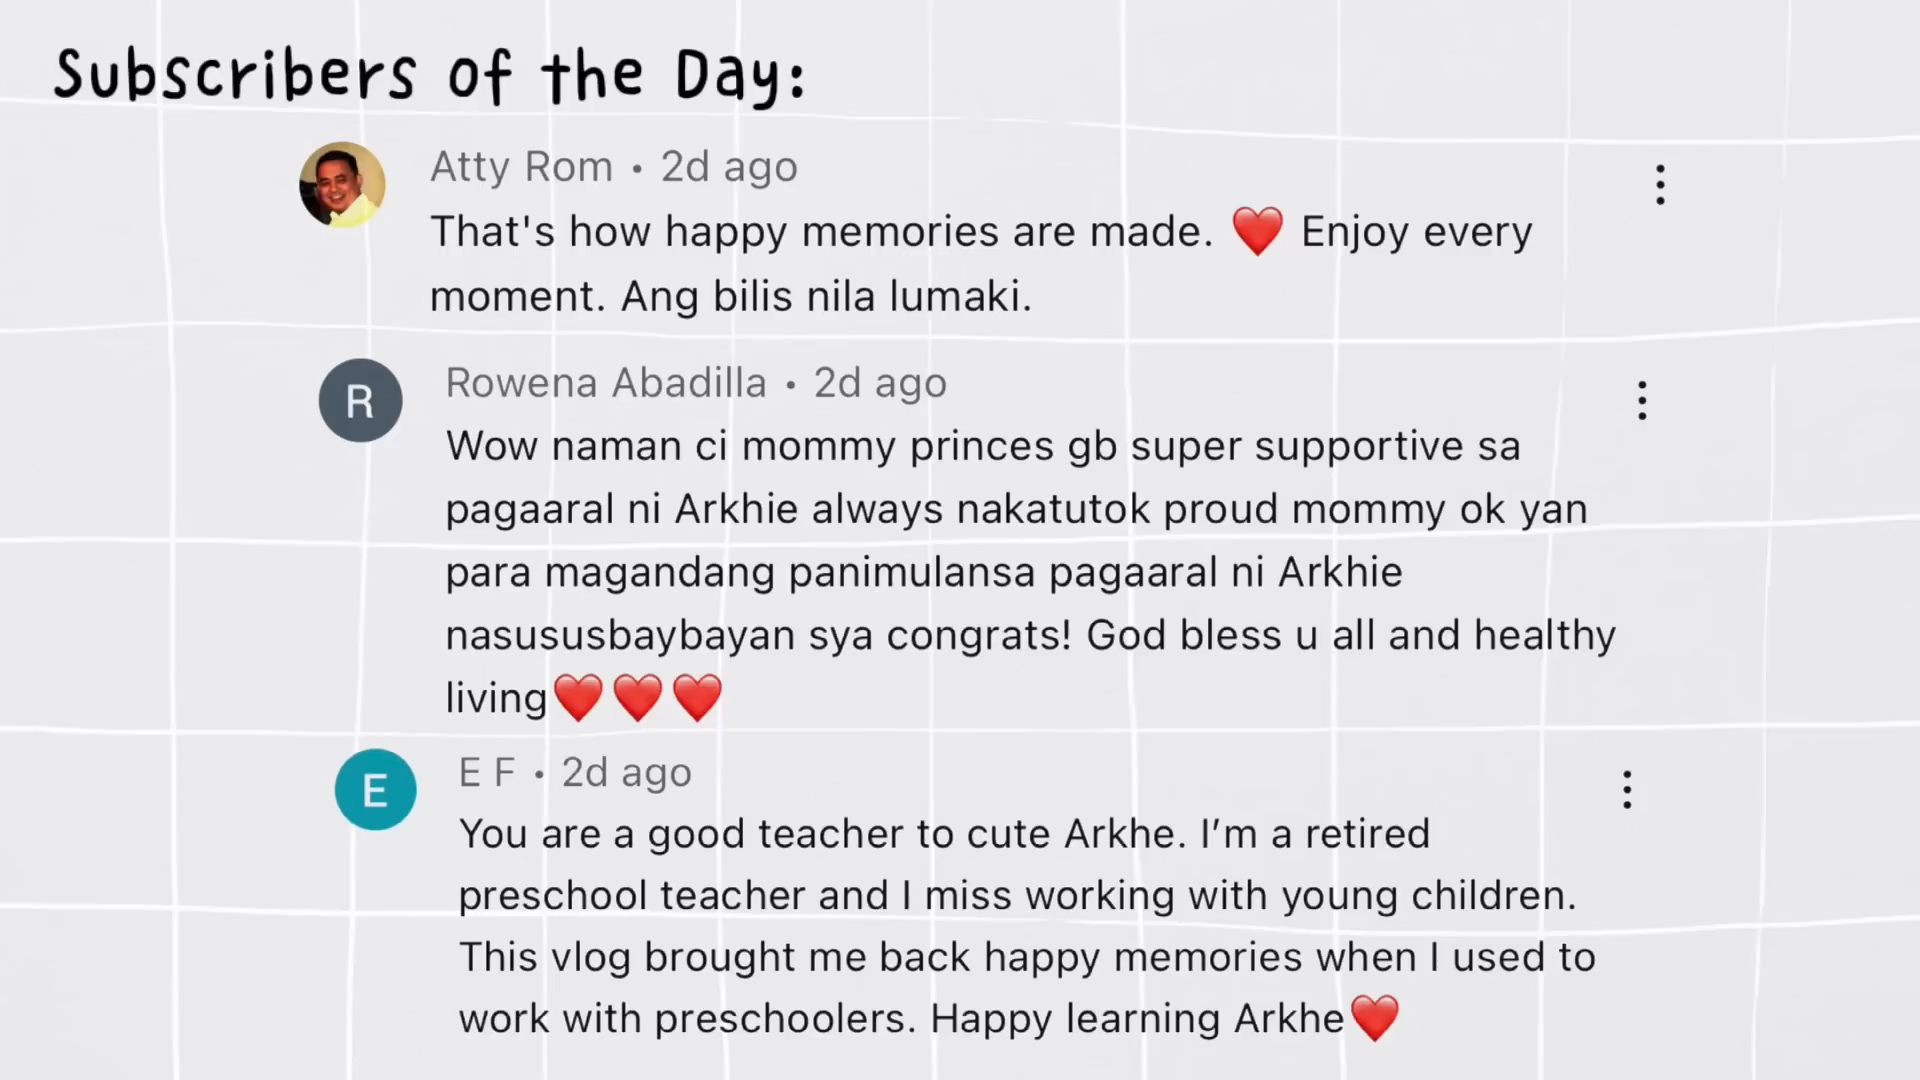 Subscribers of the Day:
Atty Rom • 2d ago
That's how happy memories are made. ❤️ Enjoy every
moment. Ang bilis nila lumaki.
R
Rowena Abadilla • 2d ago
Wow naman ci mommy princes gb super supportive sa
pagaaral ni Arkhie always nakatutok proud mommy ok yan
para magandang panimulansa pagaaral ni Arkhie
nasususbaybayan sya congrats! God bless u all and healthy
living❤️❤️❤️
E
E F • 2d ago
You are a good teacher to cute Arkhe. I’m a retired
preschool teacher and I miss working with young children.
This vlog brought me back happy memories when I used to
work with preschoolers. Happy learning Arkhe❤️